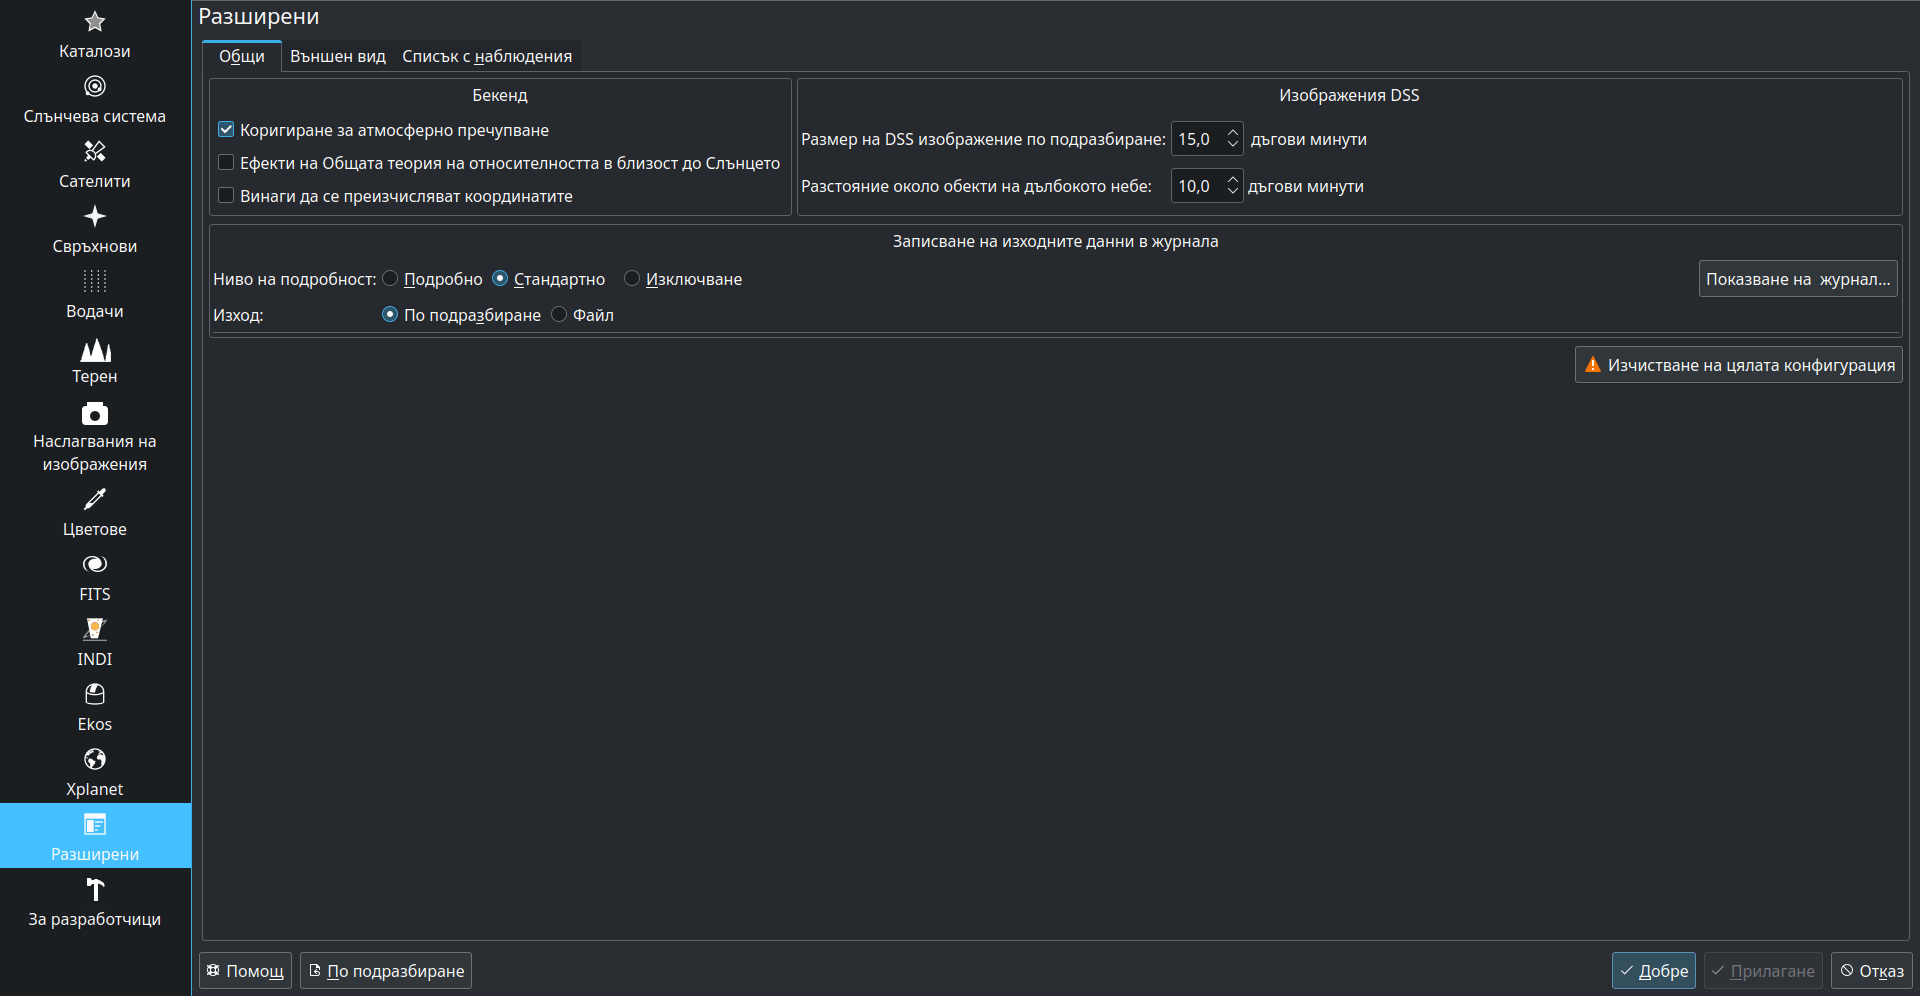 Каталози
Слънчева система
Сателити
Свръхнови
Водачи
Терен
Наслагвания на
изображения
Цветове
FITS
INDI
Ekos
Xplanet
Разширени
За разработчици
Разширени
Общи Външен вид Списък с наблюдения
Бекенд
Коригиране за атмосферно пречупване
Ефекти на Общата теория на относителността в близост до Слънцето
Винаги да се преизчисляват координатите
Изображения DSS
Размер на DSS изображение по подразбиране: 15,0 дъгови минути
Разстояние около обекти на дълбокото небе: 10,0 дъгови минути
Записване на изходните данни в журнала
Ниво на подробност: Подробно Стандартно Изключване Показване на  журнал...
Изход: По подразбиране Файл
Изчистване на цялата конфигурация
Помощ По подразбиране Добре Прилагане Отказ